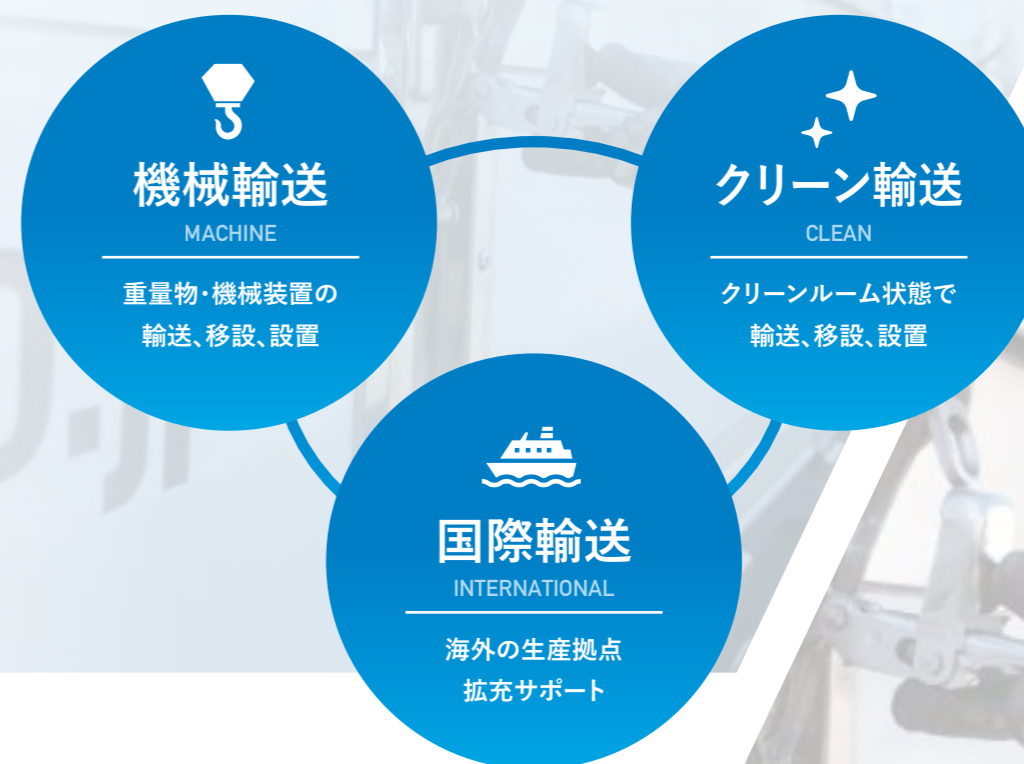 機械輸送
MACHINE
重量物・機械装置の
輸送、移設、設置
クリーン輸送
CLEAN
クリーンルーム状態で
輸送、移設、設置
国際輸送
INTERNATIONAL
海外の生産拠点
拡充サポート